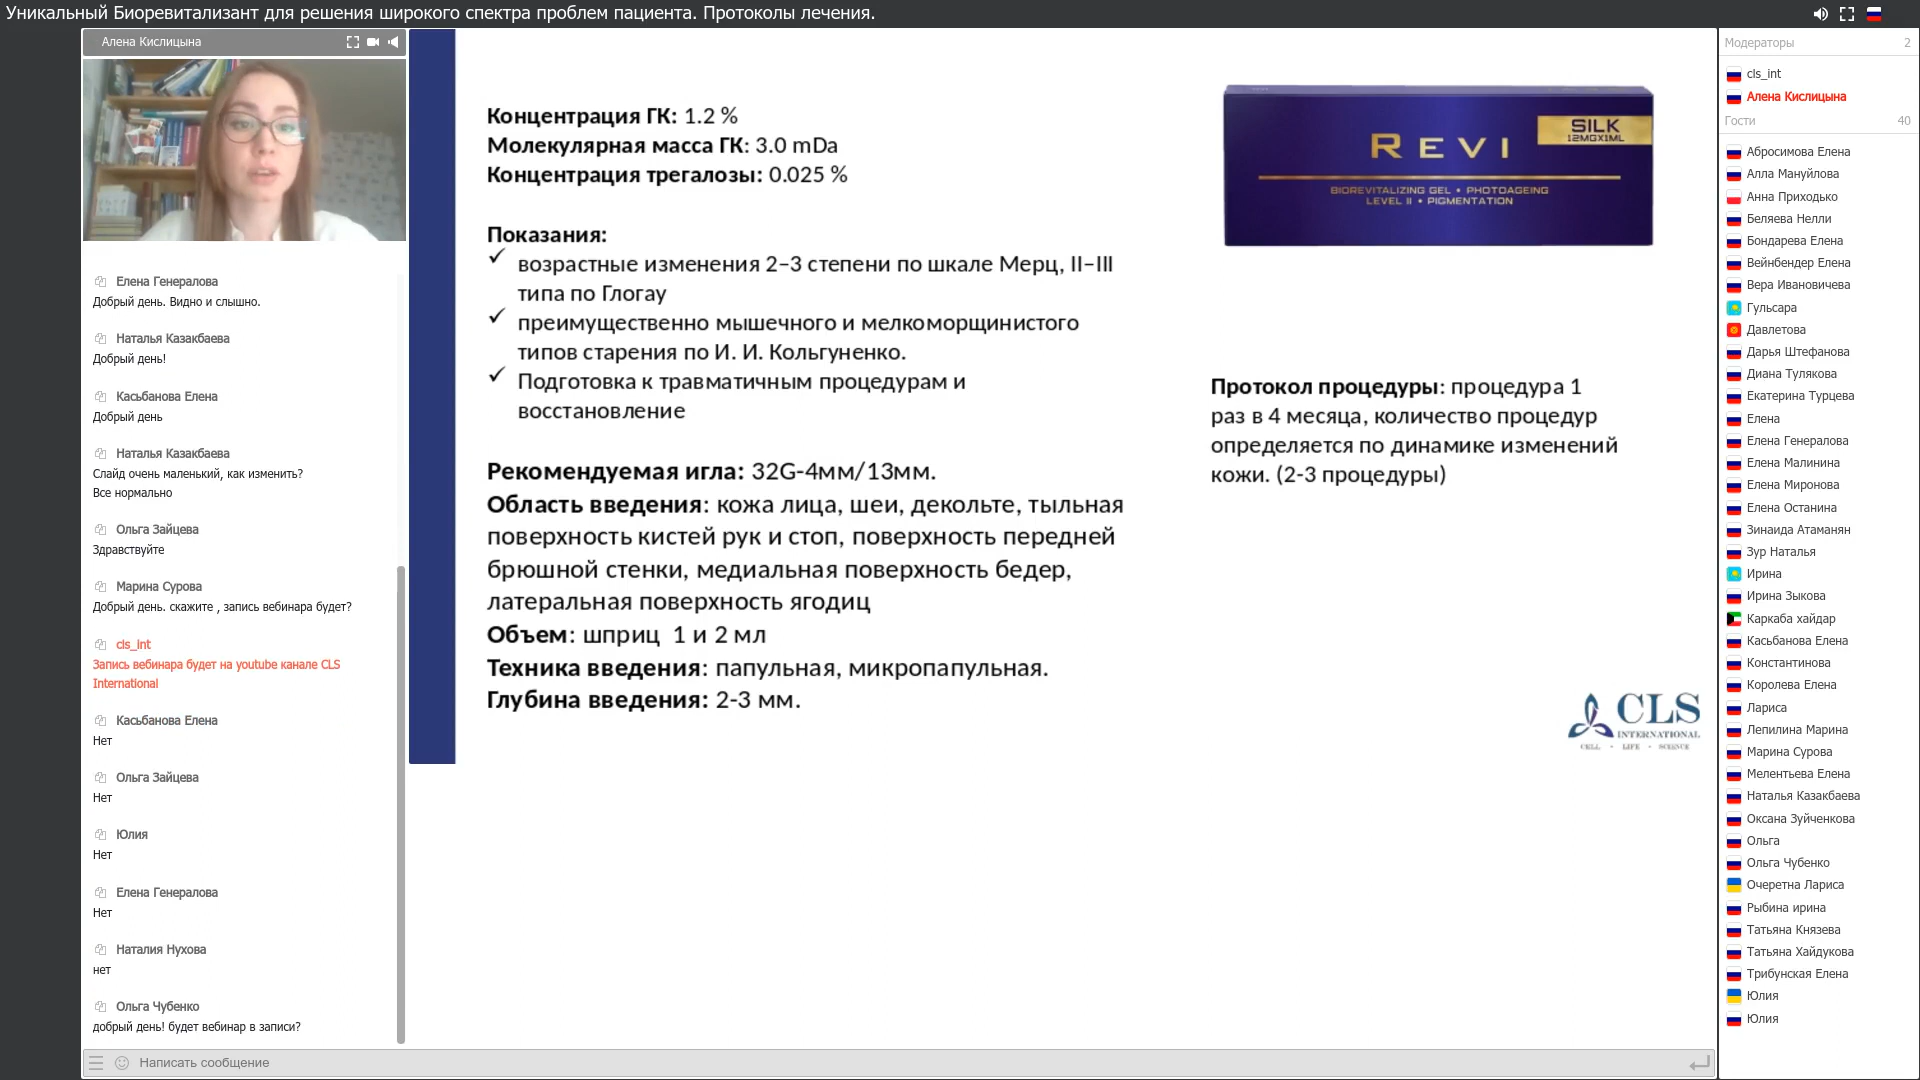 Уникальный Биоревитализант для решения широкого спектра проблем пациента. Протоколы лечения.
Алена Кислицына
Елена Генералова
Добрый день. Видно и слышно.
Наталья Казакбаева
Добрый день!
Касьбанова Елена
Добрый день
Наталья Казакбаева
Слайд очень маленький, как изменить?
Все нормально
Ольга Зайцева
Здравствуйте
Марина Сурова
Добрый день. скажите , запись вебинара будет?
cls_int
Запись вебинара будет на youtube канале CLS
International
Касьбанова Елена
Нет
Ольга Зайцева
Нет
Юлия
Нет
Елена Генералова
Нет
Наталия Нухова
нет
Ольга Чубенко
добрый день! будет вебинар в записи?
Написать сообщение
Концентрация ГК: 1.2 %
Молекулярная масса ГК: 3.0 mDa
Концентрация трегалозы: 0.025 %
Показания:
возрастные изменения 2–3 степени по шкале Мерц, II–III
типа по Глогау
преимущественно мышечного и мелкоморщинистого
типов старения по И. И. Кольгуненко.
Подготовка к травматичным процедурам и
восстановление
Рекомендуемая игла: 32G-4мм/13мм.
Область введения: кожа лица, шеи, декольте, тыльная
поверхность кистей рук и стоп, поверхность передней
брюшной стенки, медиальная поверхность бедер,
латеральная поверхность ягодиц
Объем: шприц 1 и 2 мл
Техника введения: папульная, микропапульная.
Глубина введения: 2-3 мм.
SILK
12MGX1ML
REVI
BIOREVITALIZING GEL • PHOTOAGEING
LEVEL II • PIGMENTATION
Протокол процедуры: процедура 1
раз в 4 месяца, количество процедур
определяется по динамике изменений
кожи. (2-3 процедуры)
CLS
INTERNATIONAL
CELL • LIFE • SCIENCE
Модераторы 2
cls_int
Алена Кислицына
Гости 40
Абросимова Елена
Алла Мануйлова
Анна Приходько
Беляева Нелли
Бондарева Елена
Вейнбендер Елена
Вера Ивановичева
Гульсара
Давлетова
Дарья Штефанова
Диана Тулякова
Екатерина Турцева
Елена
Елена Генералова
Елена Малинина
Елена Миронова
Елена Останина
Зинаида Атаманян
Зур Наталья
Ирина
Ирина Зыкова
Каркаба хайдар
Касьбанова Елена
Константинова
Королева Елена
Лариса
Лепилина Марина
Марина Сурова
Мелентьева Елена
Наталья Казакбаева
Оксана Зуйченкова
Ольга
Ольга Чубенко
Очеретна Лариса
Рыбина ирина
Татьяна Князева
Татьяна Хайдукова
Трибунская Елена
Юлия
Юлия